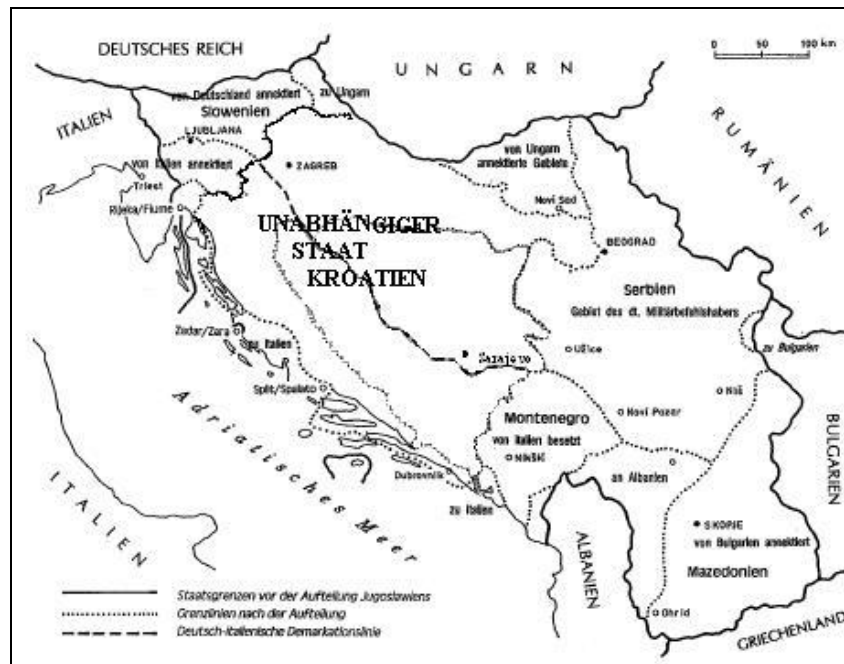 DEUTSCHES REICH
UNGARN
0 50 100 km
ITALIEN
von Deutschland annektiert
zu Ungarn
Slowenien
LJUBLJANA
von Italien annektiert
ZAGREB
Triest
Rijeka/Fiume
RUMÄNIEN
von Ungarn
annektierte Gebiete
Novi Sad
UNABHÄNGIGER
STAAT
KROATIEN
BEOGRAD
Serbien
Gebiet des dt. Militärbefehlshabers
zu Bulgarien
Zadar/Zara
zu Italien
Sarajevo
Užice
Niš
Split/Spalato
Montenegro
von Italien besetzt
Nikšić
Novi Pazar
Adriatisches Meer
Dubrovnik
zu Italien
an Albanien
BULGARIEN
ITALIEN
ALBANIEN
SKOPJE
von Bulgarien annektiert
Mazedonien
Ohrid
GRIECHENLAND
Staatsgrenzen vor der Aufteilung Jugoslawiens
Grenzlinien nach der Aufteilung
Deutsch-italienische Demarkationslinie